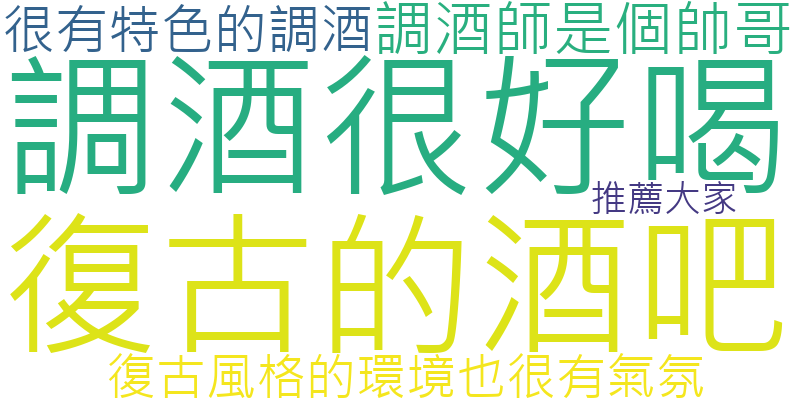 很有特色的調酒
調酒師是個帥哥
調酒很好喝
推薦大家
復古的酒吧
復古風格的環境也很有氣氛